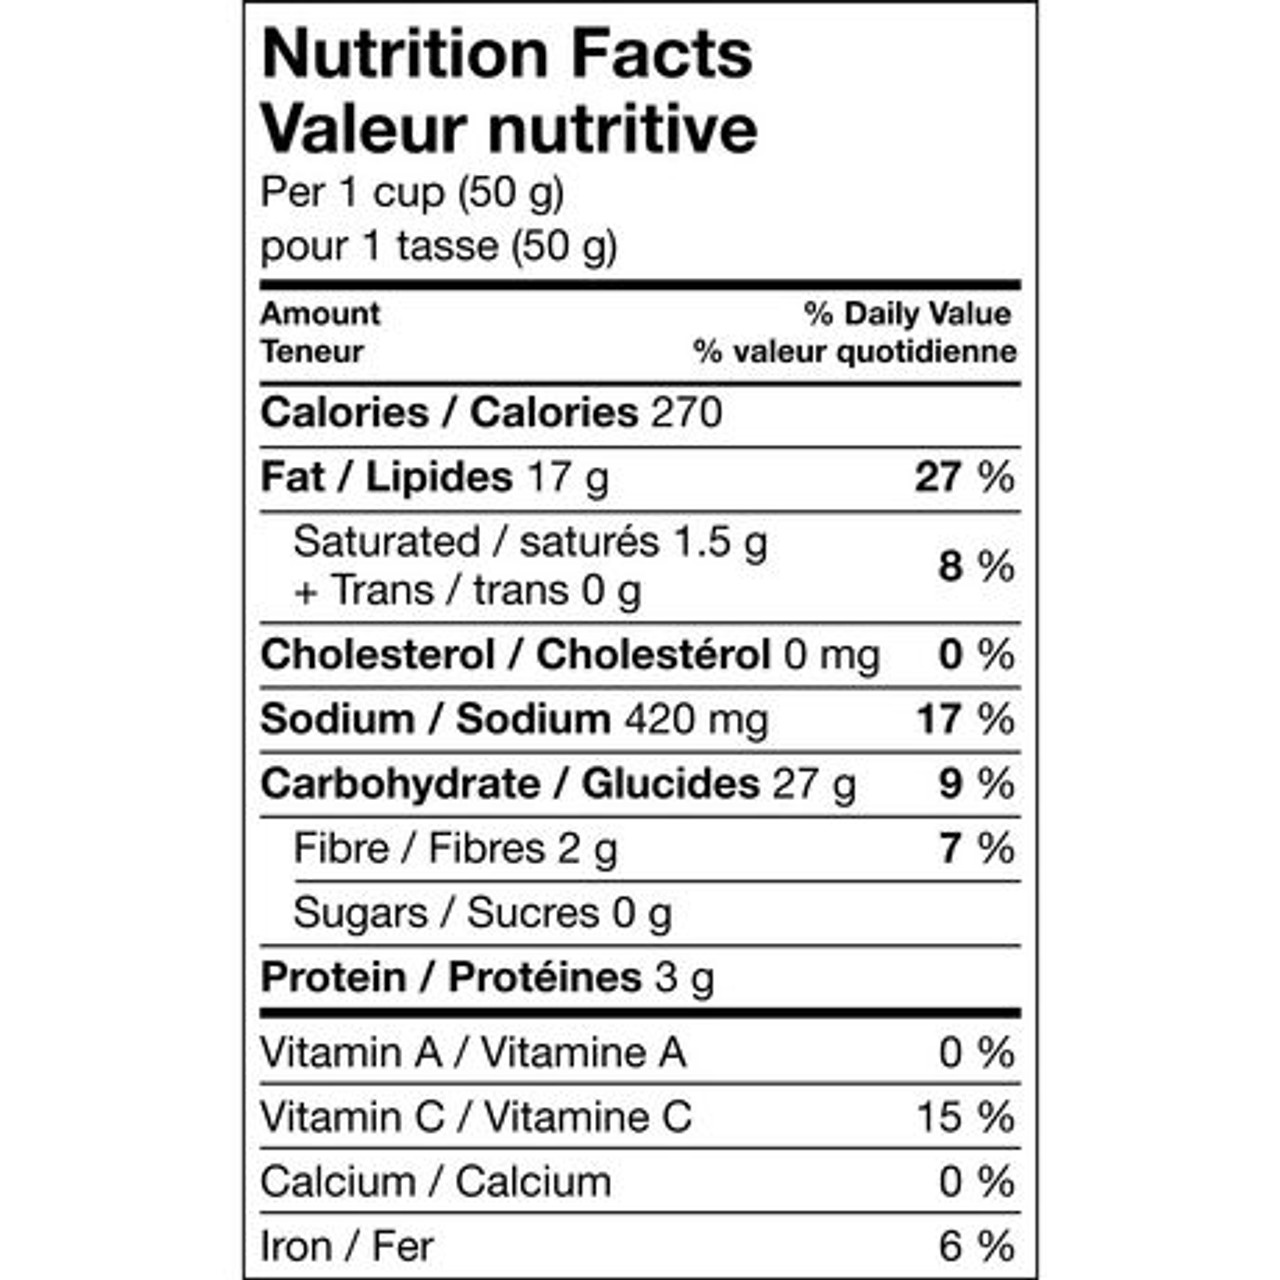 Nutrition Facts
Valeur nutritive
Per 1 cup (50 g)
pour 1 tasse (50 g)
Amount % Daily Value
Teneur % valeur quotidienne
Calories / Calories 270
Fat / Lipides 17 g 27 %
Saturated / saturés 1.5 g
+ Trans / trans 0 g 8 %
Cholesterol / Cholestérol 0 mg 0 %
Sodium / Sodium 420 mg 17 %
Carbohydrate / Glucides 27 g 9 %
Fibre / Fibres 2 g 7 %
Sugars / Sucres 0 g
Protein / Protéines 3 g
Vitamin A / Vitamine A 0 %
Vitamin C / Vitamine C 15 %
Calcium / Calcium 0 %
Iron / Fer 6 %